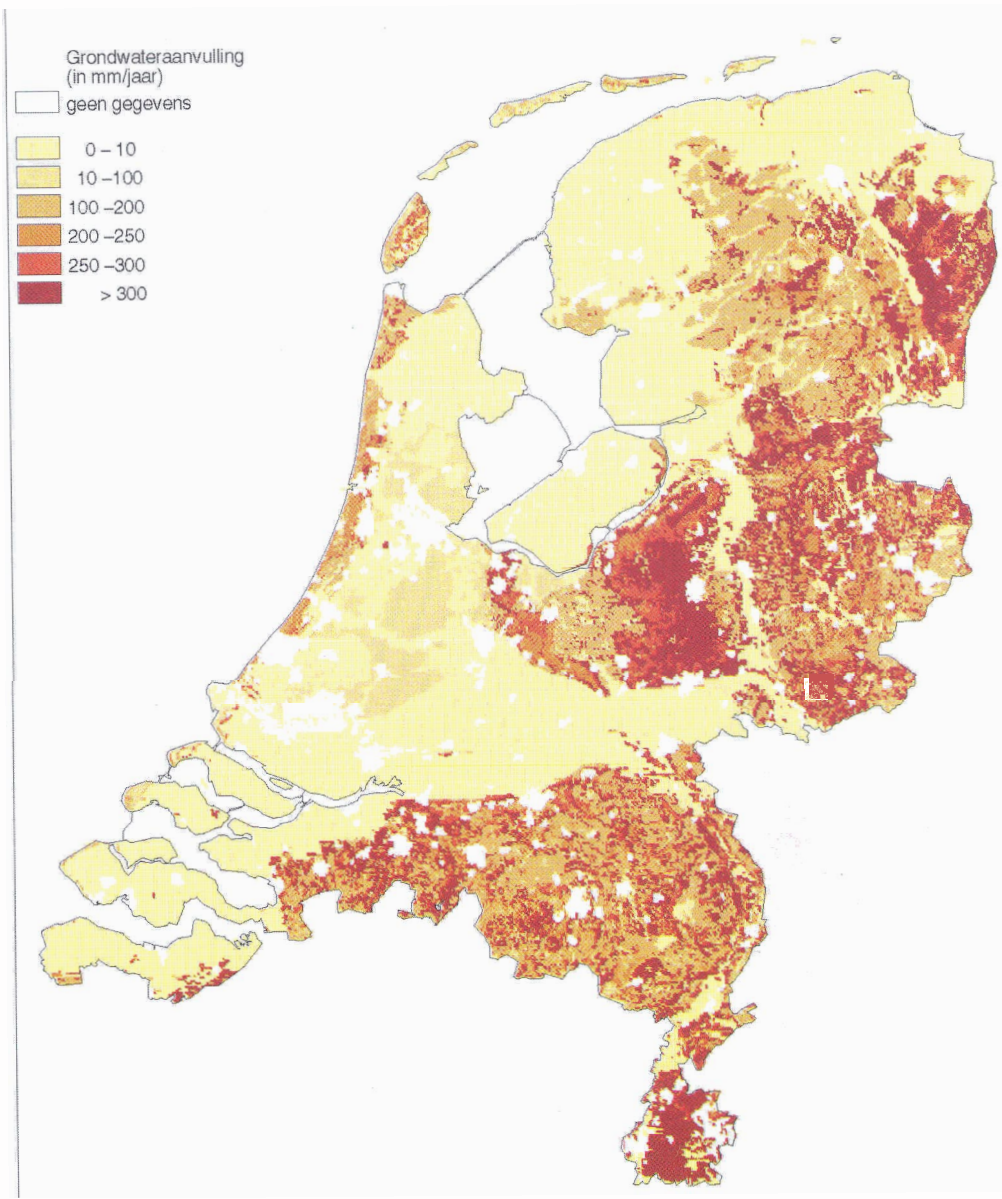 Grondwateraanvulling
(in mm/jaar)
geen gegevens
0 – 10
10 –100
100 –200
200 –250
250 –300
> 300